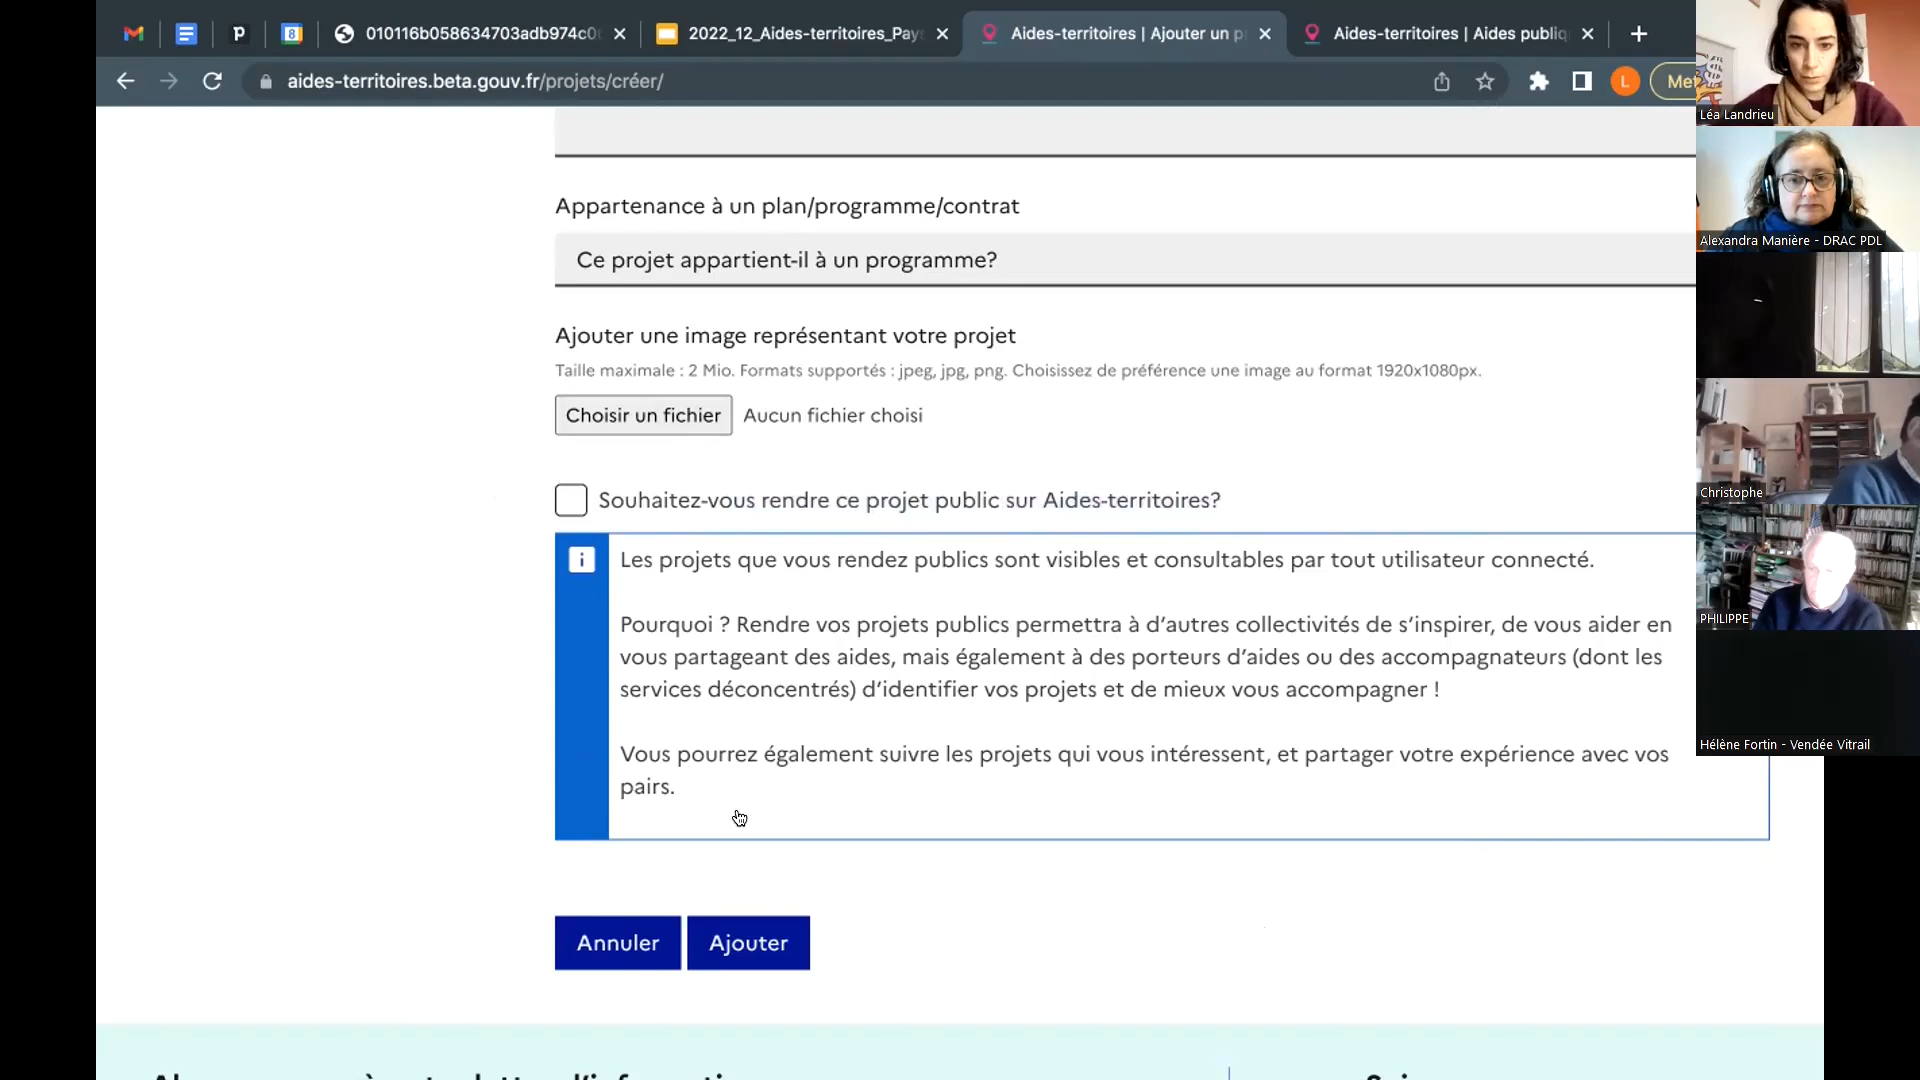 010116b058634703adb974c0
2022_12_Aides-territoires_Pay
Aides-territoires | Ajouter un p
Aides-territoires | Aides publiq
aides-territoires.beta.gouv.fr/projets/créer/
L
Met
Appartenance à un plan/programme/contrat
Ce projet appartient-il à un programme?
Ajouter une image représentant votre projet
Taille maximale : 2 Mio. Formats supportés : jpeg, jpg, png. Choisissez de préférence une image au format 1920x1080px.
Choisir un fichier Aucun fichier choisi
Souhaitez-vous rendre ce projet public sur Aides-territoires?
Les projets que vous rendez publics sont visibles et consultables par tout utilisateur connecté.
Pourquoi ? Rendre vos projets publics permettra à d’autres collectivités de s’inspirer, de vous aider en
vous partageant des aides, mais également à des porteurs d’aides ou des accompagnateurs (dont les
services déconcentrés) d’identifier vos projets et de mieux vous accompagner !
Vous pourrez également suivre les projets qui vous intéressent, et partager votre expérience avec vos
pairs.
Annuler Ajouter
Léa Landrieu
Alexandra Manière - DRAC PDL
Christophe
PHILIPPE
Hélène Fortin - Vendée Vitrail